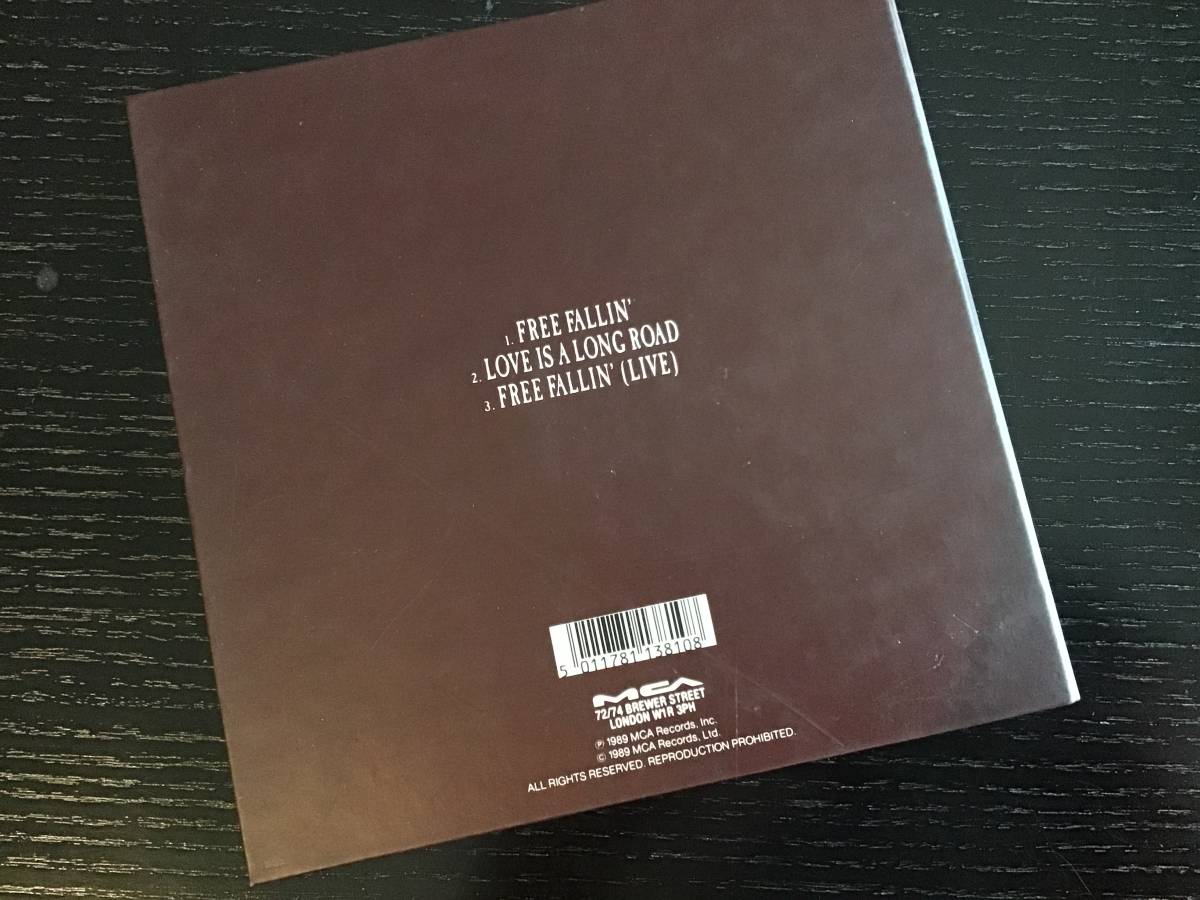 1. FREE FALLIN'
2. LOVE IS A LONG ROAD
3. FREE FALLIN' (LIVE)
5 011781 138108
MCA
72/74 BREWER STREET
LONDON W1R 3PH
℗ 1989 MCA Records, Inc.
© 1989 MCA Records, Ltd.
ALL RIGHTS RESERVED. REPRODUCTION PROHIBITED.